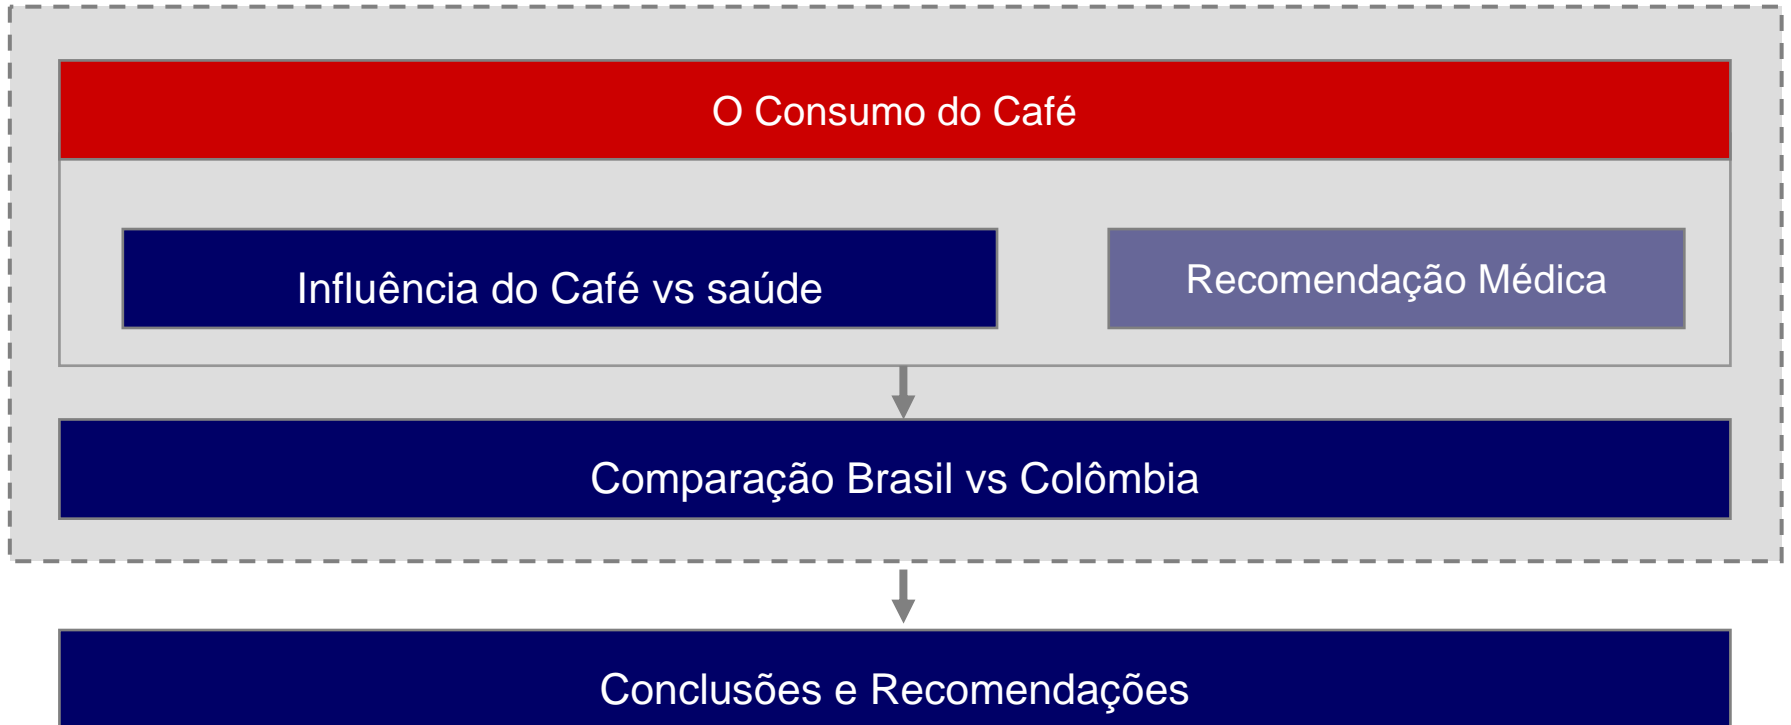 O Consumo do Café
Influência do Café vs saúde
Recomendação Médica
Comparação Brasil vs Colômbia
Conclusões e Recomendações